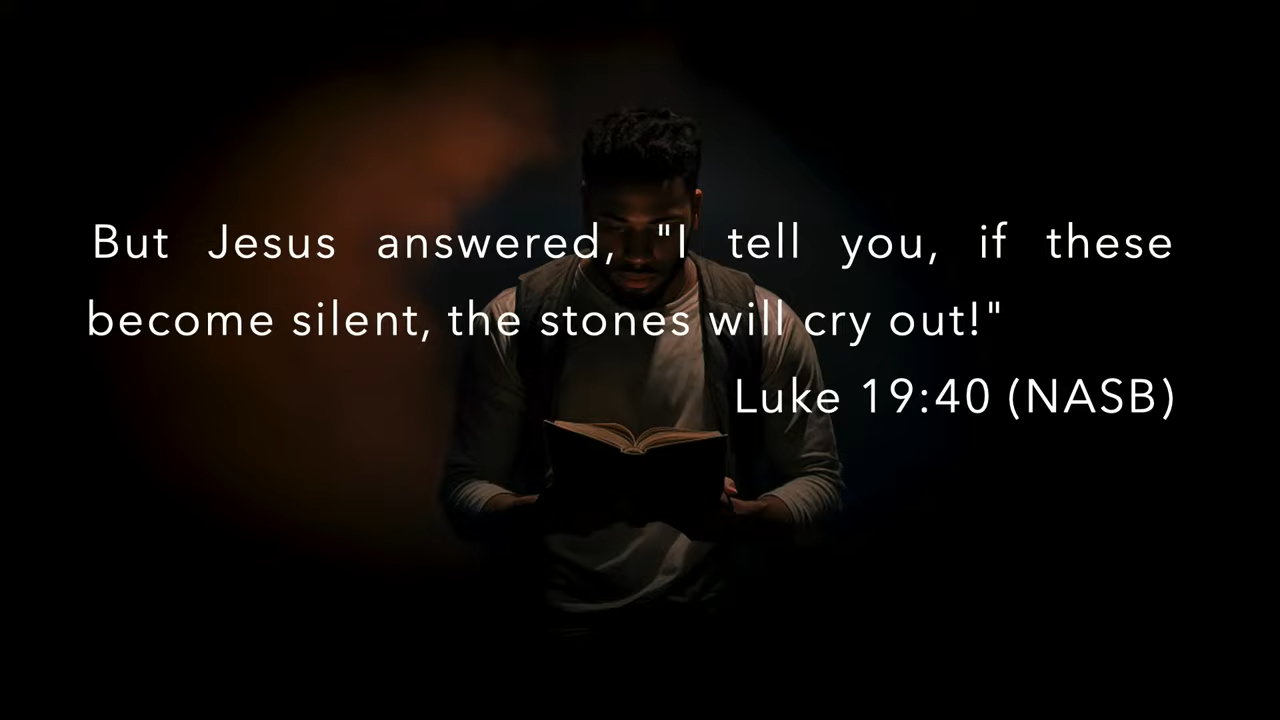 But Jesus answered, "I tell you, if these
become silent, the stones will cry out!"
Luke 19:40 (NASB)